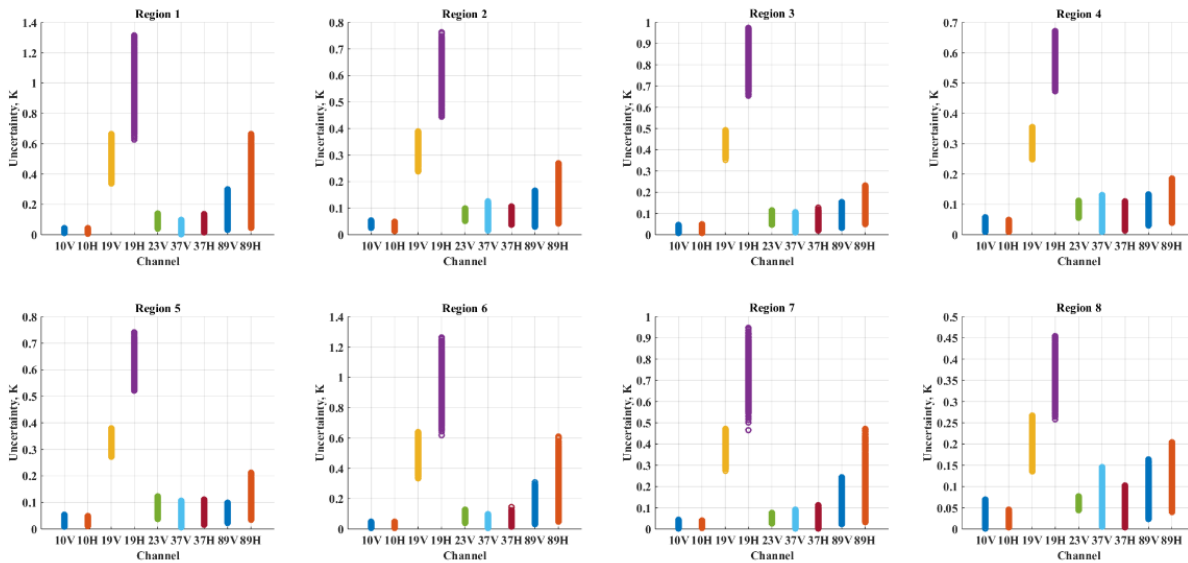 Region 1
Region 2
Region 3
Region 4
1.4
1.2
1
0.8
0.6
0.4
0.2
0
Uncertainty, K
10V 10H 19V 19H 23V 37V 37H 89V 89H
Channel
0.8
0.7
0.6
0.5
0.4
0.3
0.2
0.1
0
Uncertainty, K
10V 10H 19V 19H 23V 37V 37H 89V 89H
Channel
1
0.9
0.8
0.7
0.6
0.5
0.4
0.3
0.2
0.1
0
Uncertainty, K
10V 10H 19V 19H 23V 37V 37H 89V 89H
Channel
0.7
0.6
0.5
0.4
0.3
0.2
0.1
0
Uncertainty, K
10V 10H 19V 19H 23V 37V 37H 89V 89H
Channel
Region 5
Region 6
Region 7
Region 8
0.8
0.7
0.6
0.5
0.4
0.3
0.2
0.1
0
Uncertainty, K
10V 10H 19V 19H 23V 37V 37H 89V 89H
Channel
1.4
1.2
1
0.8
0.6
0.4
0.2
0
Uncertainty, K
10V 10H 19V 19H 23V 37V 37H 89V 89H
Channel
1
0.9
0.8
0.7
0.6
0.5
0.4
0.3
0.2
0.1
0
Uncertainty, K
10V 10H 19V 19H 23V 37V 37H 89V 89H
Channel
0.5
0.45
0.4
0.35
0.3
0.25
0.2
0.15
0.1
0.05
0
Uncertainty, K
10V 10H 19V 19H 23V 37V 37H 89V 89H
Channel